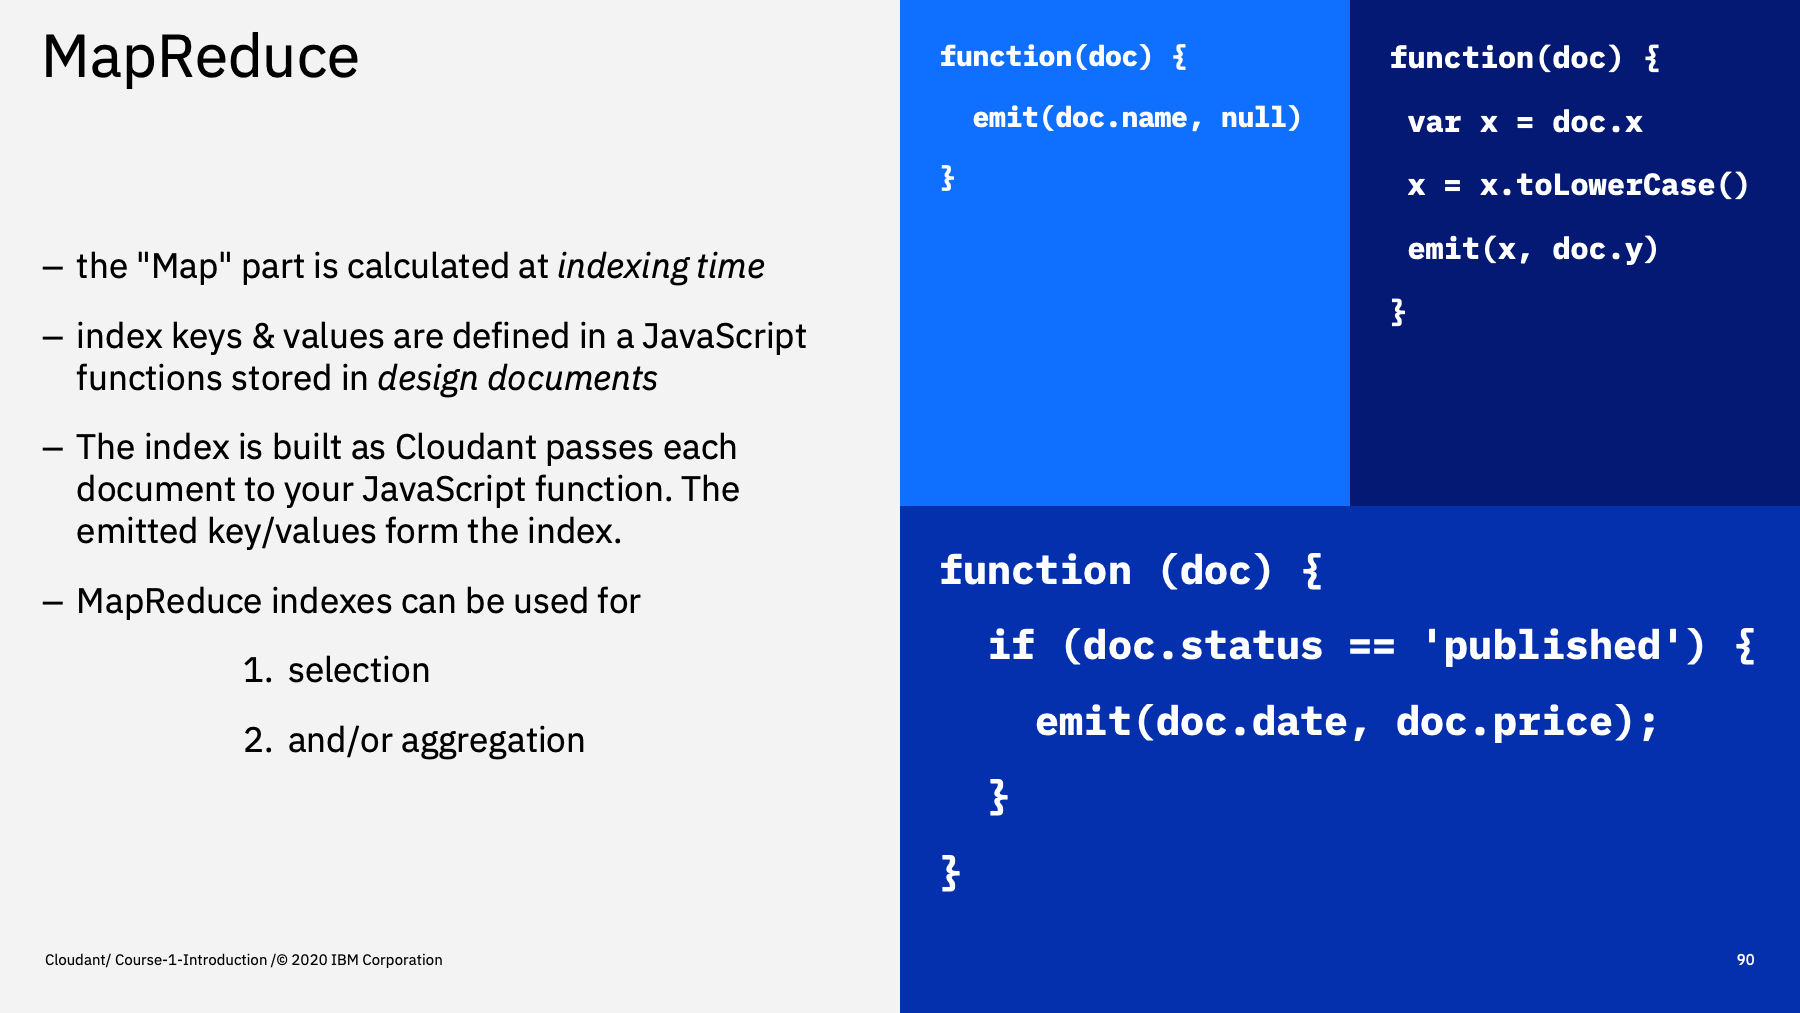 MapReduce
– the "Map" part is calculated at indexing time
– index keys & values are defined in a JavaScript
functions stored in design documents
– The index is built as Cloudant passes each
document to your JavaScript function. The
emitted key/values form the index.
– MapReduce indexes can be used for
1. selection
2. and/or aggregation
Cloudant/ Course-1-Introduction /© 2020 IBM Corporation
function(doc) {
  emit(doc.name, null)
}
function(doc) {
 var x = doc.x
 x = x.toLowerCase()
 emit(x, doc.y)
}
function (doc) {
  if (doc.status == 'published') {
    emit(doc.date, doc.price);
  }
}
90